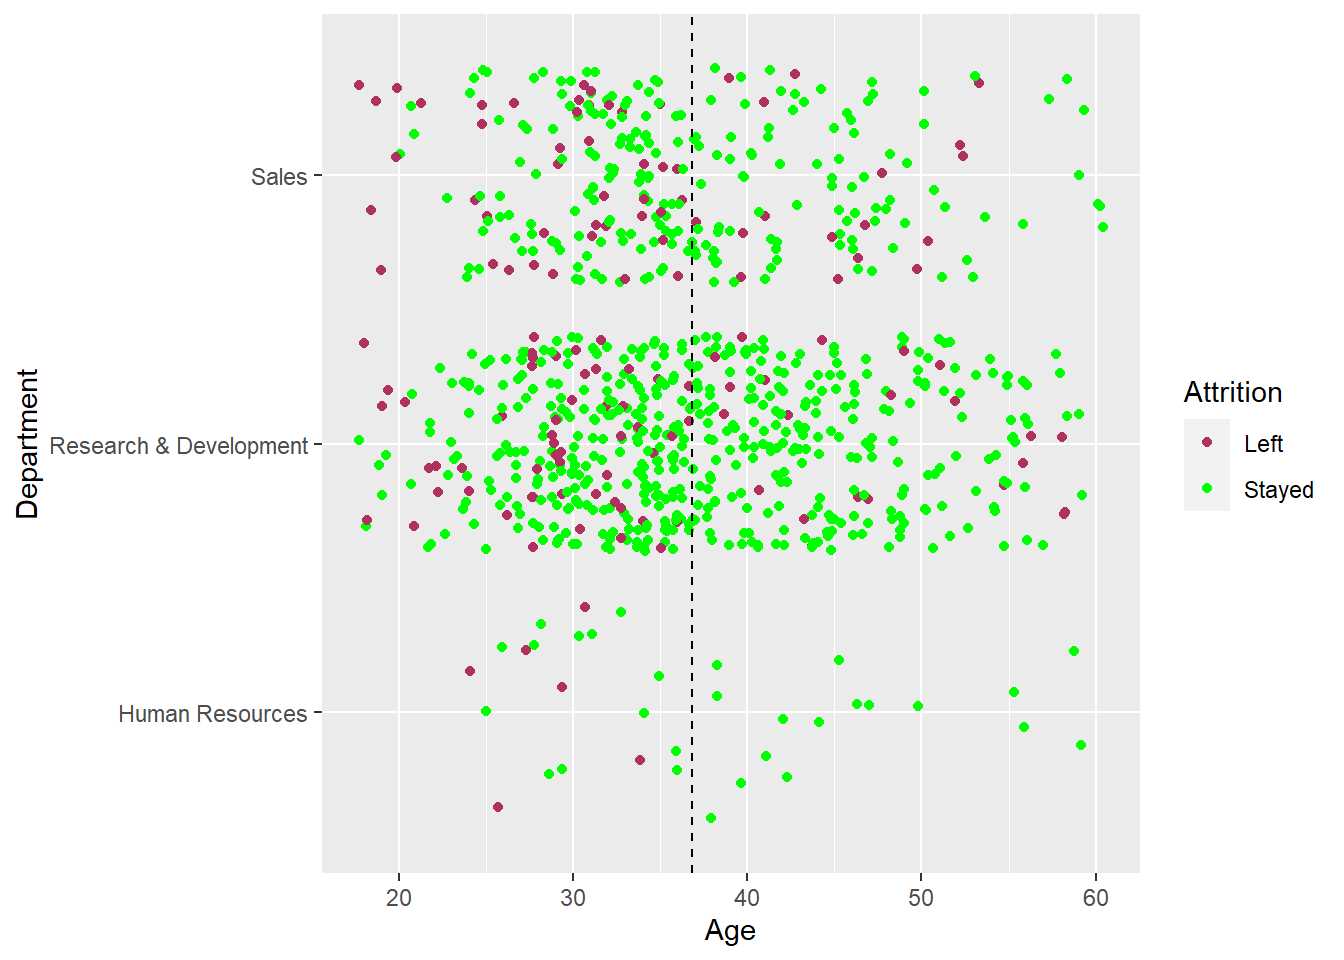 Department
Sales
Research & Development
Human Resources
20 30 40 50 60
Age
Attrition
Left
Stayed